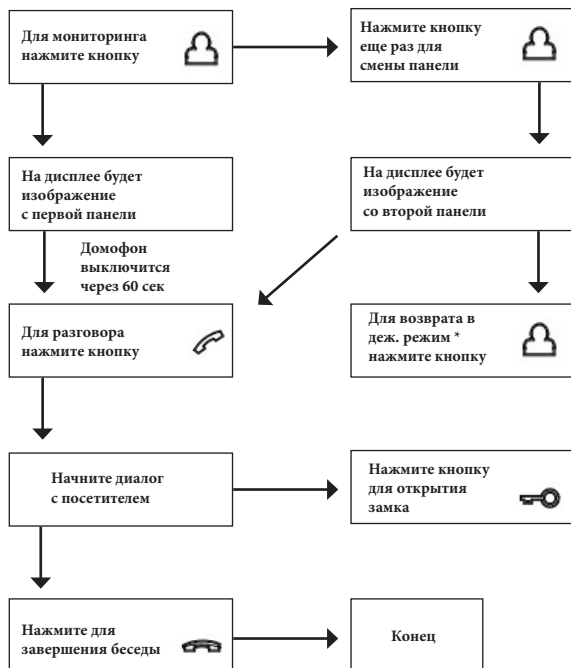 Для мониторинга
нажмите кнопку
Нажмите кнопку
еще раз для
смены панели
На дисплее будет
изображение
с первой панели
На дисплее будет
изображение
со второй панели
Домофон
выключится
через 60 сек
Для разговора
нажмите кнопку
Для возврата в
деж. режим *
нажмите кнопку
Начните диалог
с посетителем
Нажмите кнопку
для открытия
замка
Нажмите для
завершения беседы
Конец